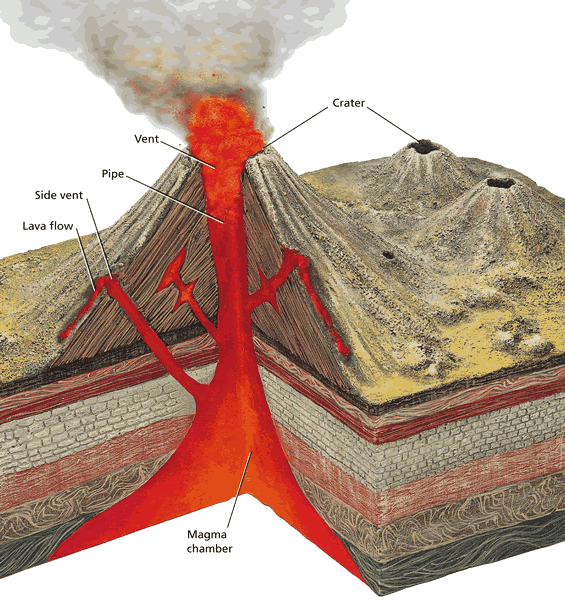 Crater
Vent
Pipe
Side vent
Lava flow
Magma
chamber